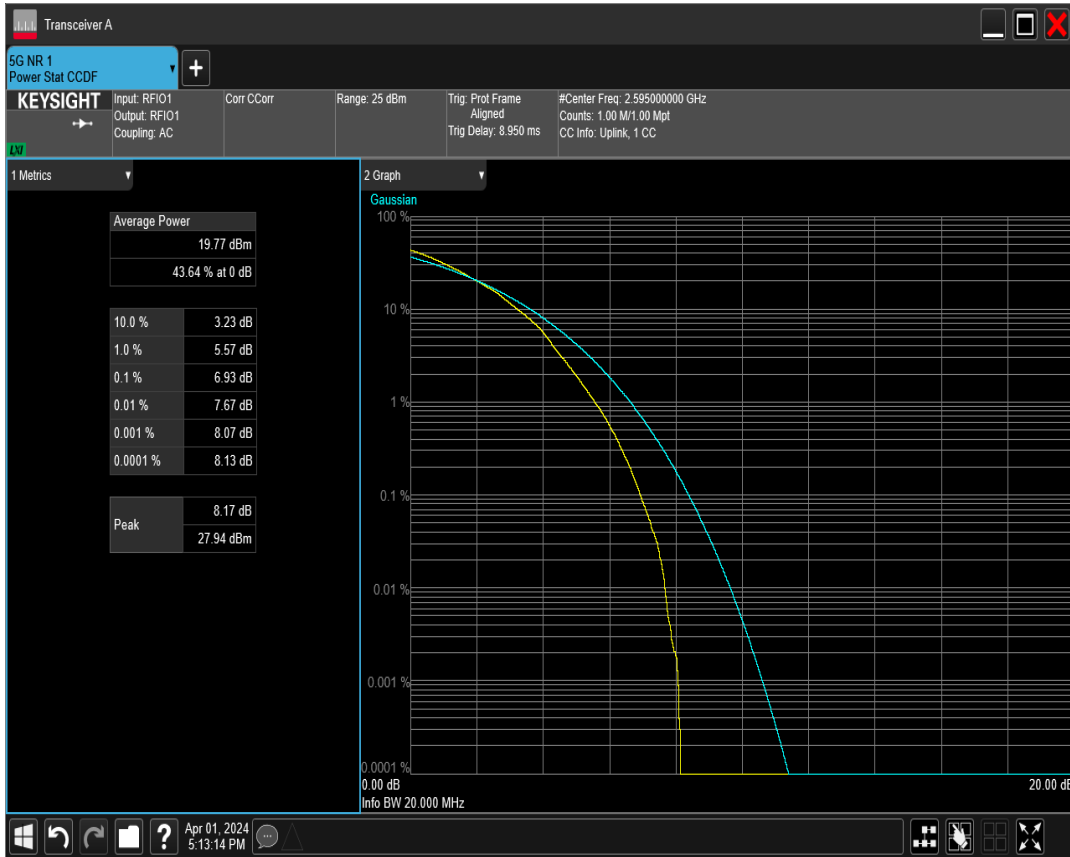 Transceiver A
5G NR 1
Power Stat CCDF
+
KEYSIGHT
LXI
Input: RFIO1
Output: RFIO1
Coupling: AC
Corr CCorr
Range: 25 dBm
Trig: Prot Frame
Aligned
Trig Delay: 8.950 ms
#Center Freq: 2.595000000 GHz
Counts: 1.00 M/1.00 Mpt
CC Info: Uplink, 1 CC
1 Metrics
Average Power
19.77 dBm
43.64 % at 0 dB
10.0 % 3.23 dB
1.0 % 5.57 dB
0.1 % 6.93 dB
0.01 % 7.67 dB
0.001 % 8.07 dB
0.0001 % 8.13 dB
Peak
8.17 dB
27.94 dBm
2 Graph
Gaussian
100 %
10 %
1 %
0.1 %
0.01 %
0.001 %
0.0001 %
0.00 dB 20.00 dB
Info BW 20.000 MHz
?
Apr 01, 2024
5:13:14 PM